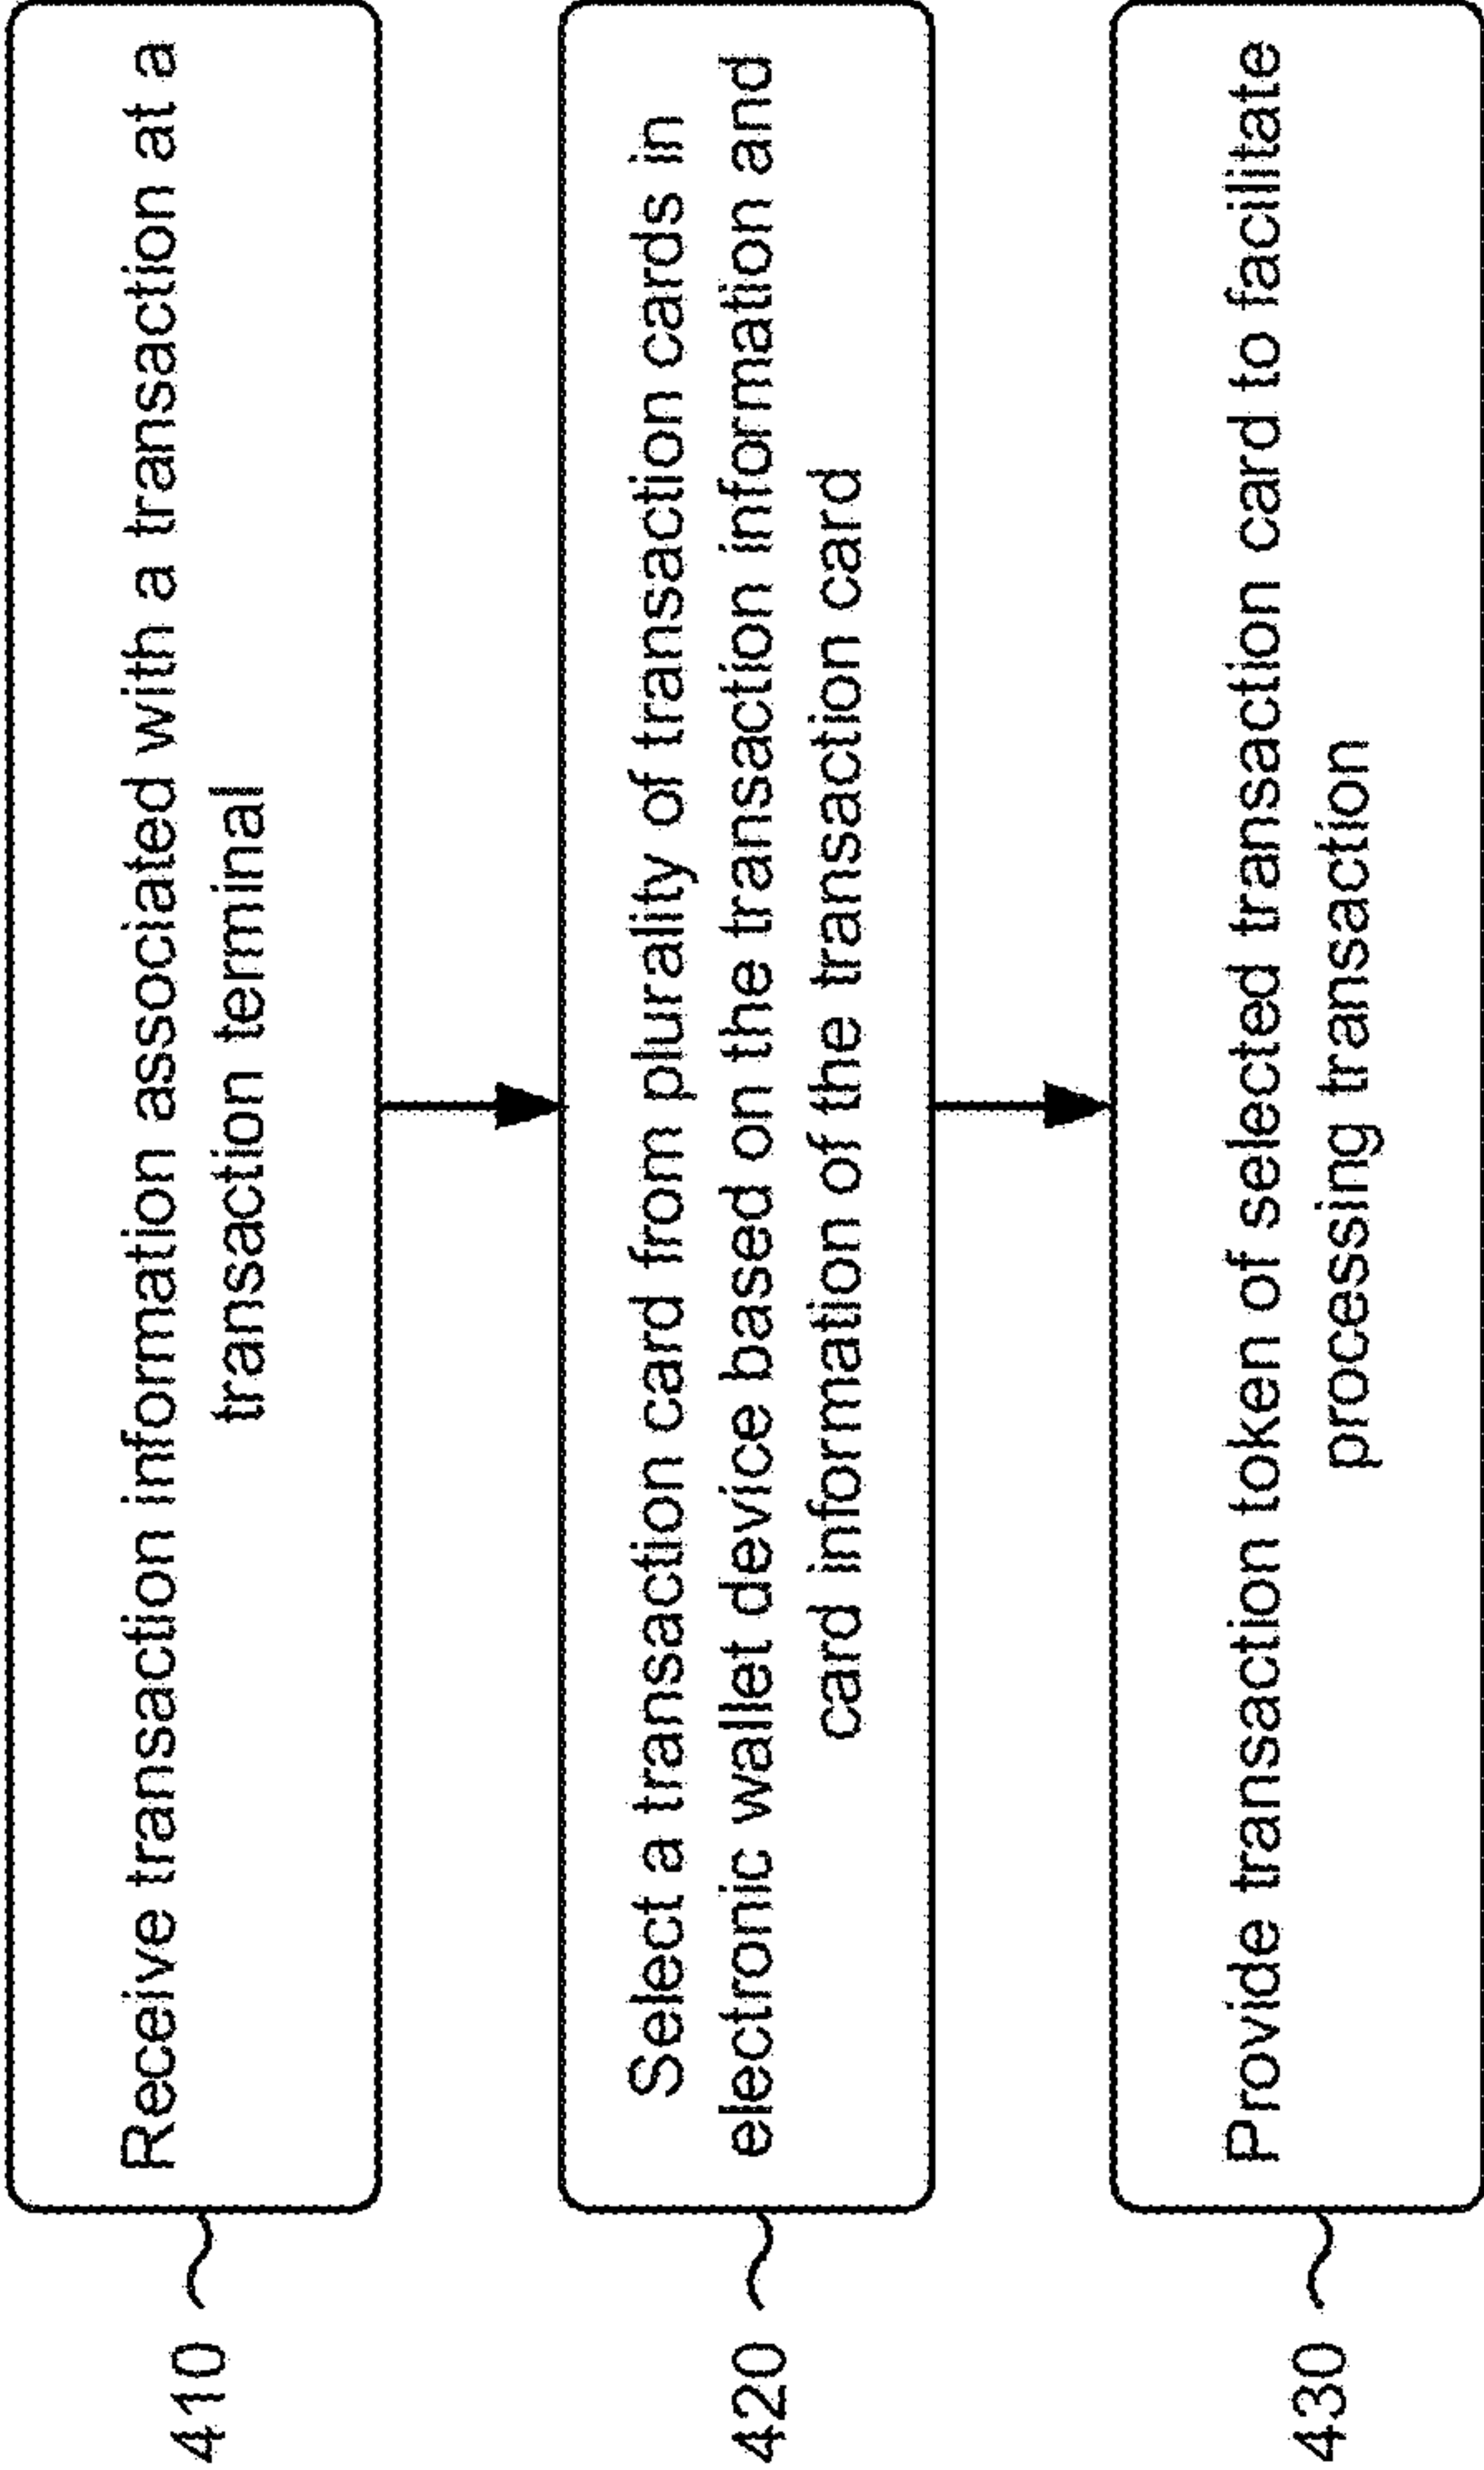 410
Receive transaction information associated with a transaction at a
transaction terminal
420
Select a transaction card from plurality of transaction cards in
electronic wallet device based on the transaction information and
card information of the transaction card
430
Provide transaction token of selected transaction card to facilitate
processing transaction